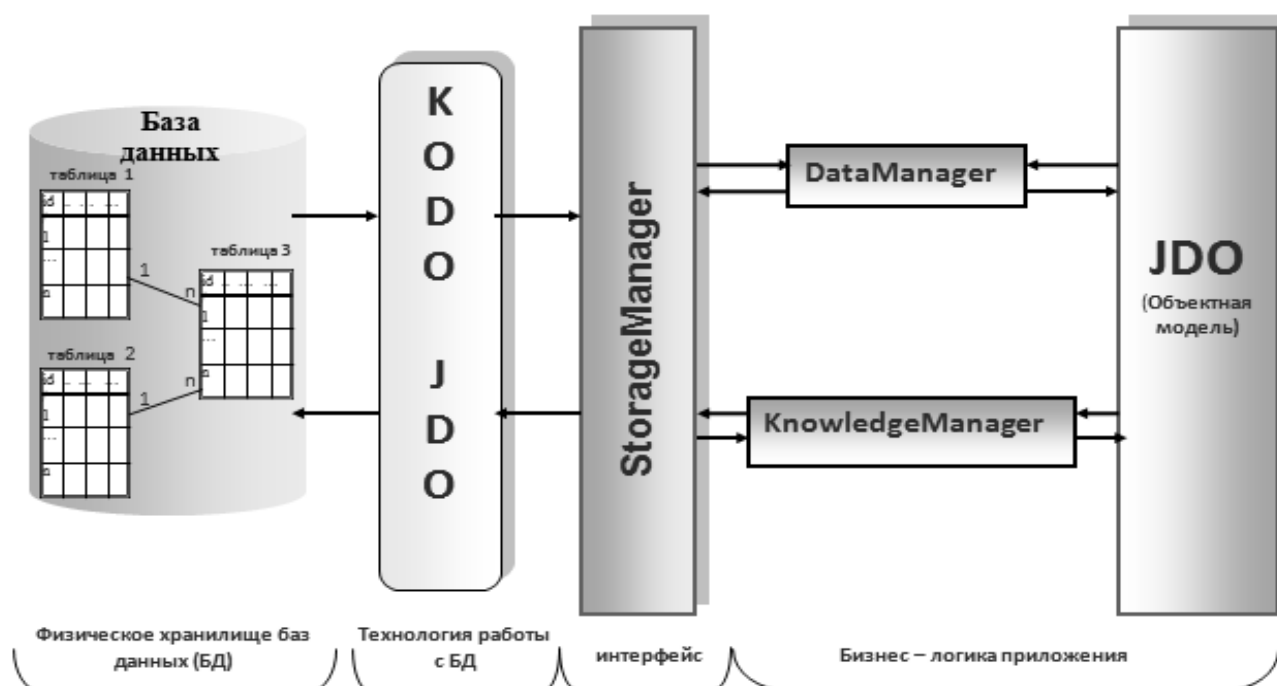 База
данных
таблица 1
id
1
...
n
1
n
таблица 3
id
1
...
n
таблица 2
id
1
...
n
1
n
K
O
D
O
J
D
O
StorageManager
DataManager
KnowledgeManager
JDO
(Объектная
модель)
Физическое хранилище баз
данных (БД)
Технология работы
с БД
интерфейс
Бизнес – логика приложения